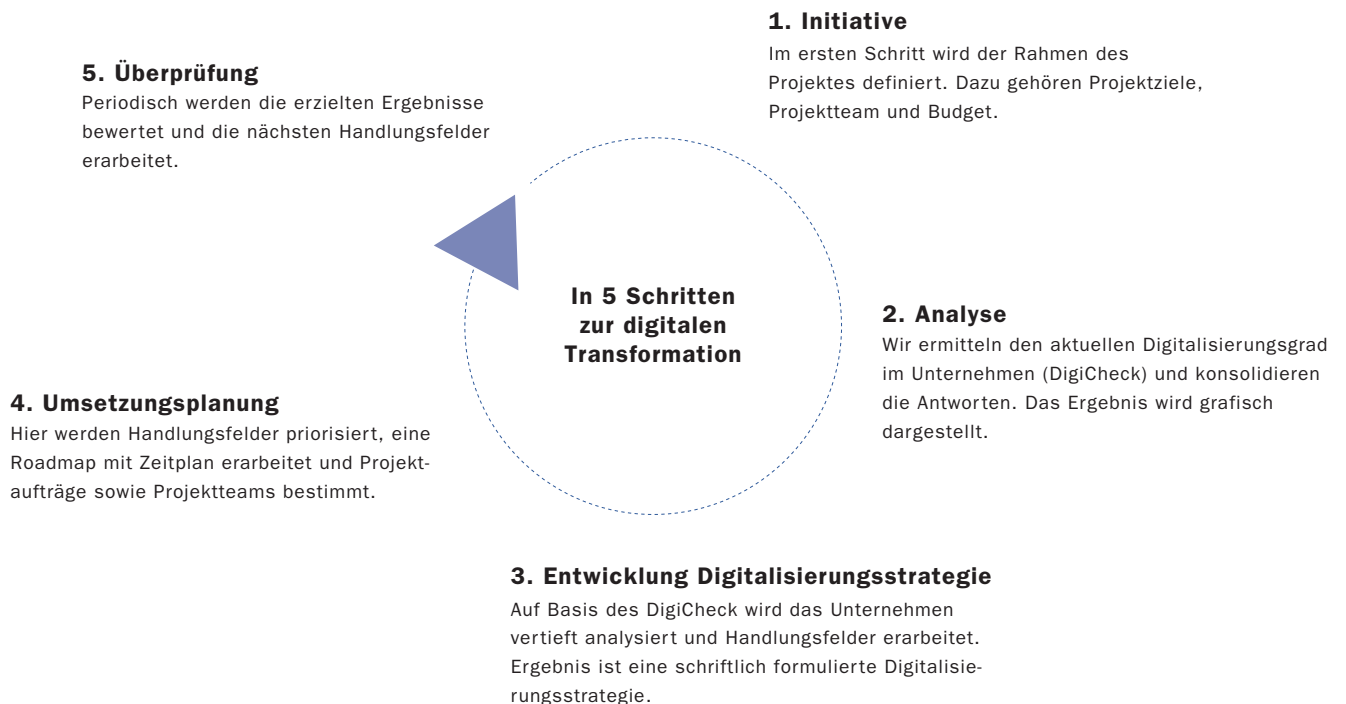 1. Initiative
Im ersten Schritt wird der Rahmen des
Projektes definiert. Dazu gehören Projektziele,
Projektteam und Budget.
5. Überprüfung
Periodisch werden die erzielten Ergebnisse
bewertet und die nächsten Handlungsfelder
erarbeitet.
In 5 Schritten
zur digitalen
Transformation
2. Analyse
Wir ermitteln den aktuellen Digitalisierungsgrad
im Unternehmen (DigiCheck) und konsolidieren
die Antworten. Das Ergebnis wird grafisch
dargestellt.
4. Umsetzungsplanung
Hier werden Handlungsfelder priorisiert, eine
Roadmap mit Zeitplan erarbeitet und Projekt-
aufträge sowie Projektteams bestimmt.
3. Entwicklung Digitalisierungsstrategie
Auf Basis des DigiCheck wird das Unternehmen
vertieft analysiert und Handlungsfelder erarbeitet.
Ergebnis ist eine schriftlich formulierte Digitalisie-
rungsstrategie.